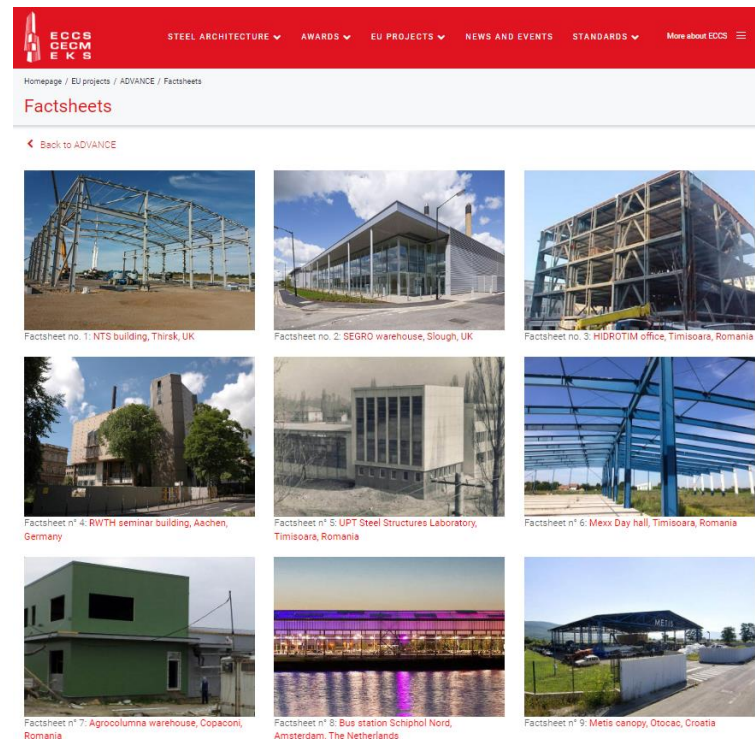 ECCS
CECM
EKS
STEEL ARCHITECTURE
AWARDS
EU PROJECTS
NEWS AND EVENTS
STANDARDS
More about ECCS
Homepage / EU projects / ADVANCE / Factsheets
Factsheets
Back to ADVANCE
Factsheet no. 1: NTS building, Thirsk, UK
Factsheet no. 2: SEGRO warehouse, Slough, UK
Factsheet no. 3: HIDROTIM office, Timisoara, Romania
Factsheet n° 4: RWTH seminar building, Aachen,
Germany
Factsheet n° 5: UPT Steel Structures Laboratory,
Timisoara, Romania
Factsheet n° 6: Mexx Day hall, Timisoara, Romania
METIS
Factsheet n° 7: Agrocolumna warehouse, Copaconi,
Romania
Factsheet n° 8: Bus station Schiphol Nord,
Amsterdam, The Netherlands
Factsheet n° 9: Metis canopy, Otocac, Croatia